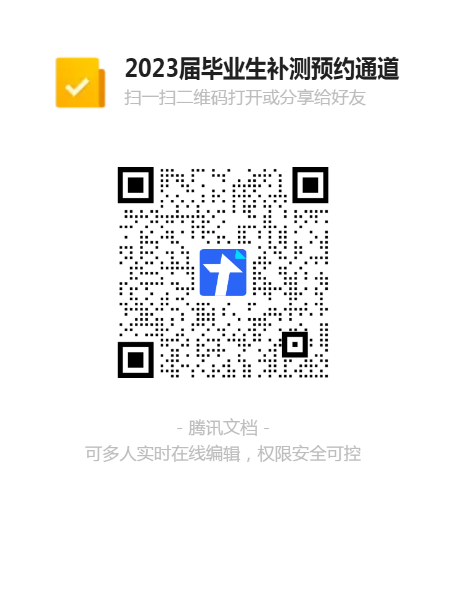 2023届毕业生补测预约通道
扫一扫二维码打开或分享给好友
- 腾讯文档 -
可多人实时在线编辑，权限安全可控